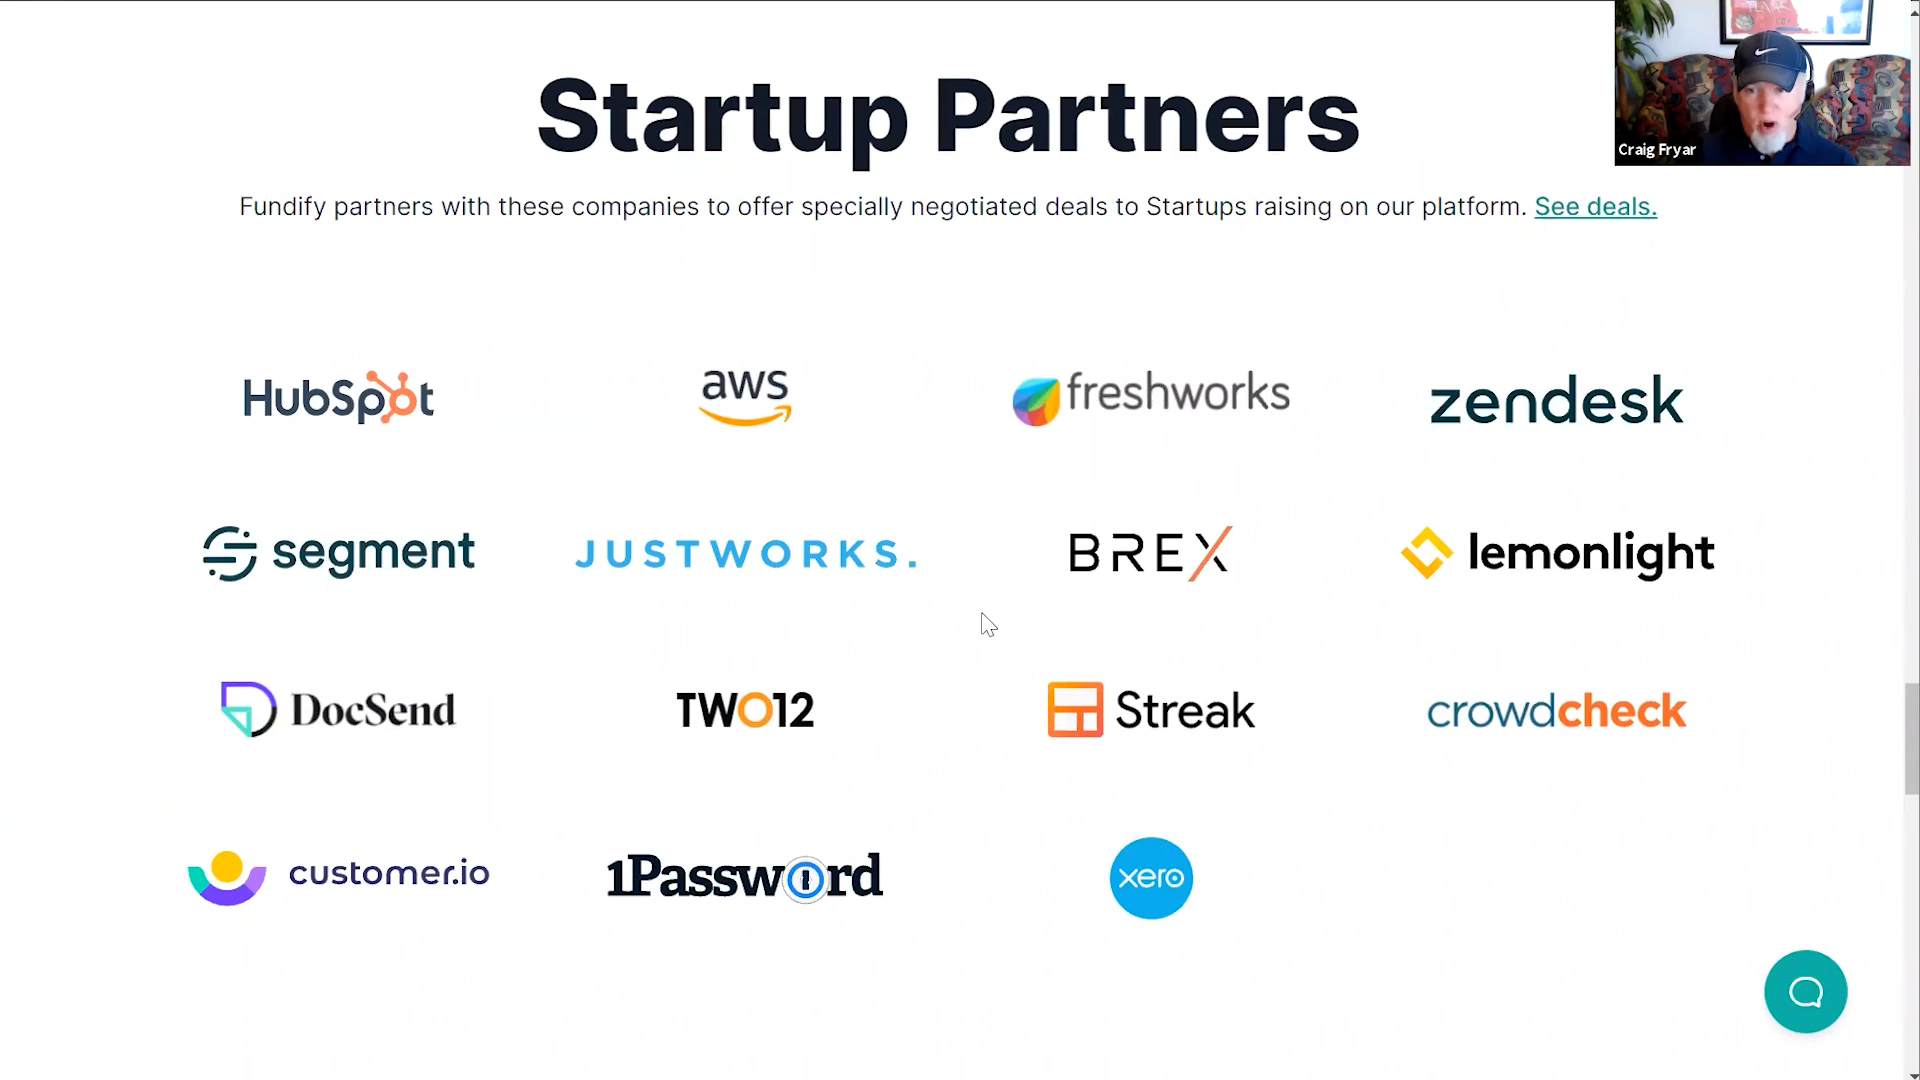 Startup Partners
Craig Fryar
Fundify partners with these companies to offer specially negotiated deals to Startups raising on our platform. See deals.
HubSpot
aws
freshworks
zendesk
segment
JUSTWORKS.
BREX
lemonlight
DocSend
TWO12
Streak
crowdcheck
customer.io
1Password
xero